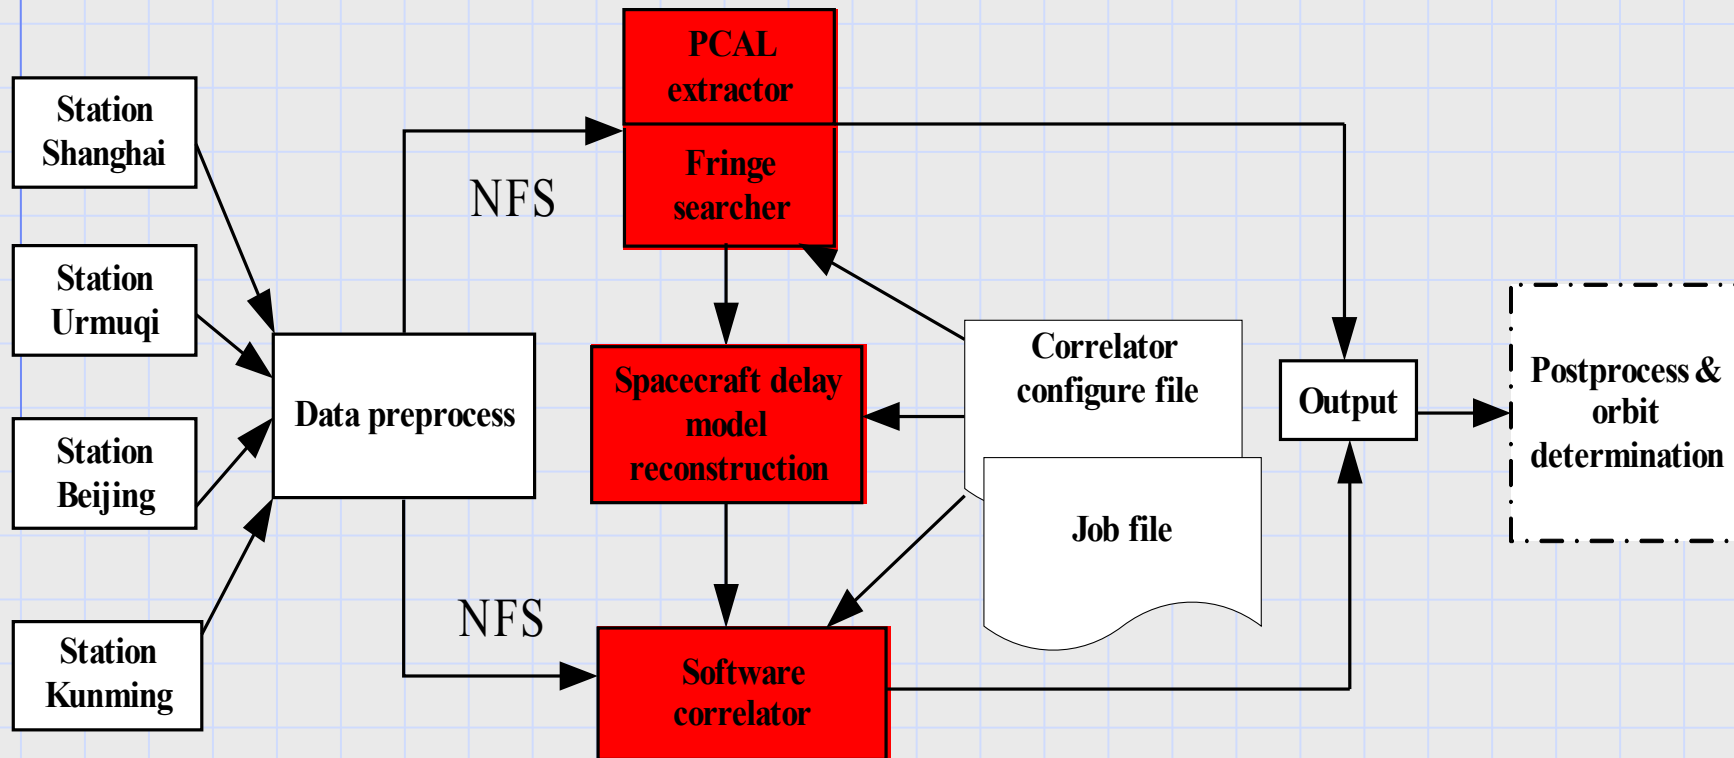 Station
Shanghai
Station
Urmuqi
Station
Beijing
Station
Kunming
Data preprocess
NFS
NFS
PCAL
extractor
Fringe
searcher
Spacecraft delay
model
reconstruction
Software
correlator
Correlator
configure file
Job file
Output
Postprocess &
orbit
determination